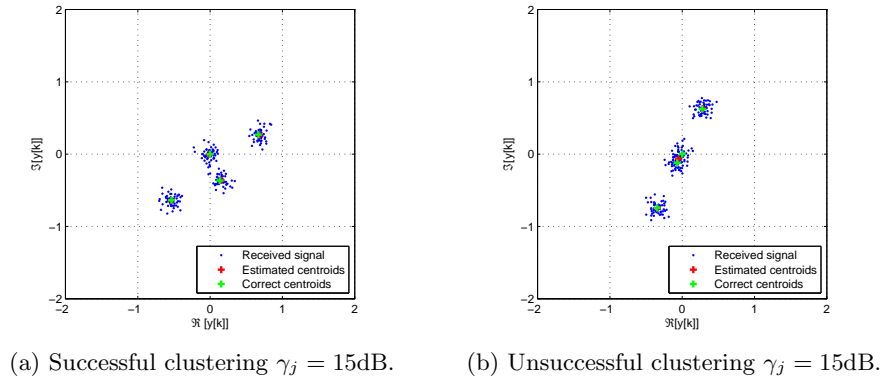 2
1
0
−1
−2
−2
−1
0
1
2
ℑ[y[k]]
ℜ [y[k]]
Received signal
Estimated centroids
Correct centroids
(a) Successful clustering γj = 15dB.
2
1
0
−1
−2
−2
−1
0
1
2
ℑ[y[k]]
ℜ[y[k]]
Received signal
Estimated centroids
Correct centroids
(b) Unsuccessful clustering γj = 15dB.